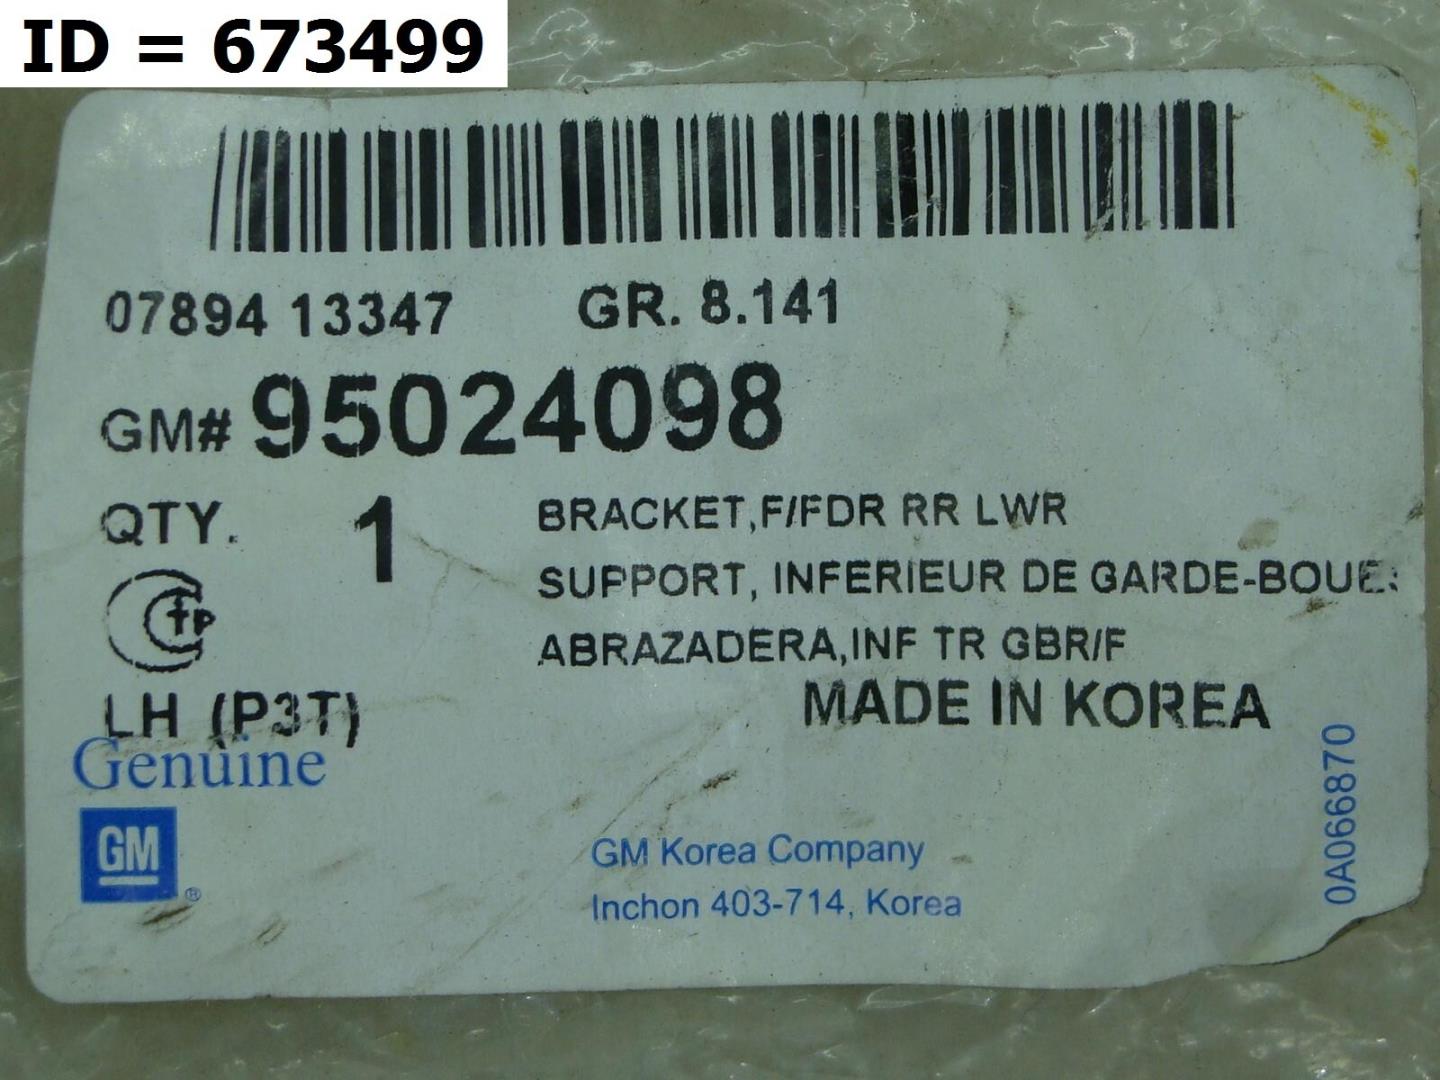 ID = 673499
07894 13347 GR. 8.141
GM# 95024098
QTY. 1 BRACKET,F/FDR RR LWR
SUPPORT, INFERIEUR DE GARDE-BOUE
ABRAZADERA,INF TR GBR/F
LH (P3T) MADE IN KOREA
Genuine
GM ®
GM Korea Company
Inchon 403-714, Korea
0A066870